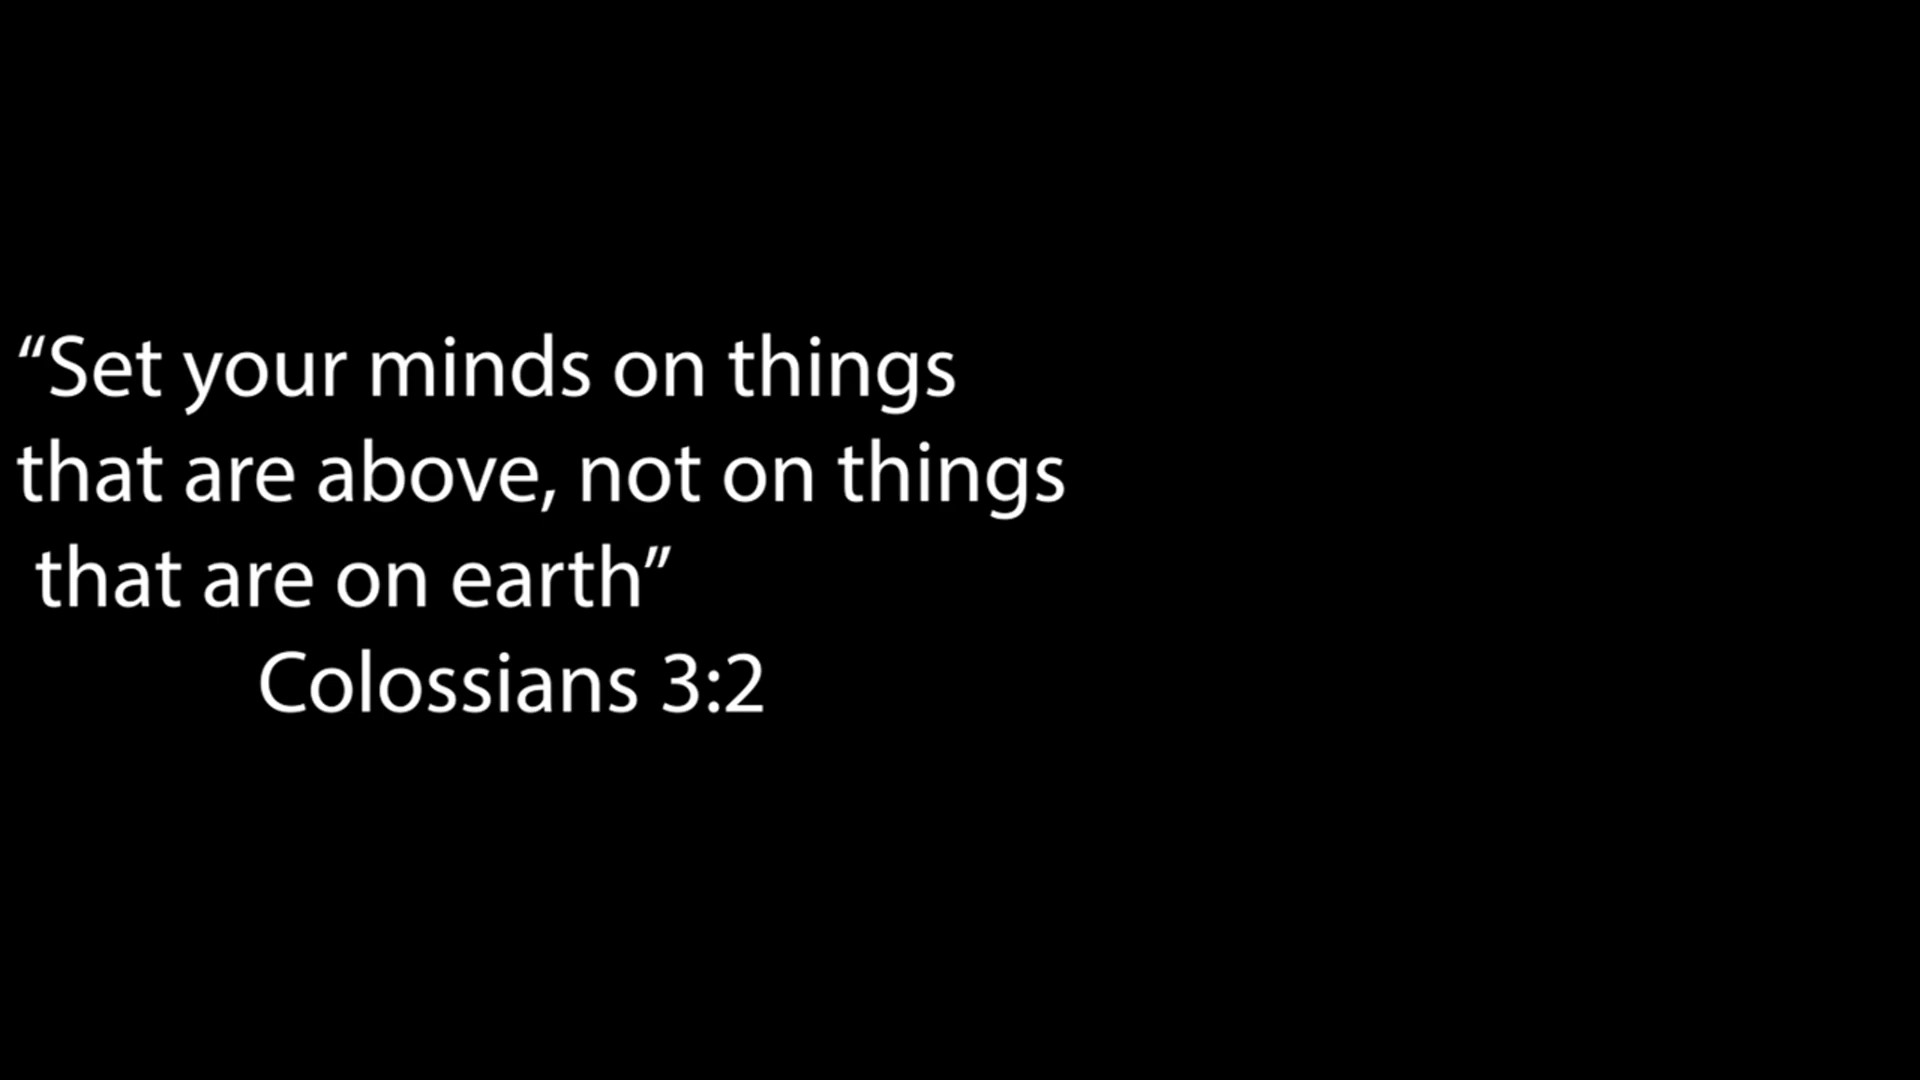 “Set your minds on things
that are above, not on things
that are on earth”
Colossians 3:2